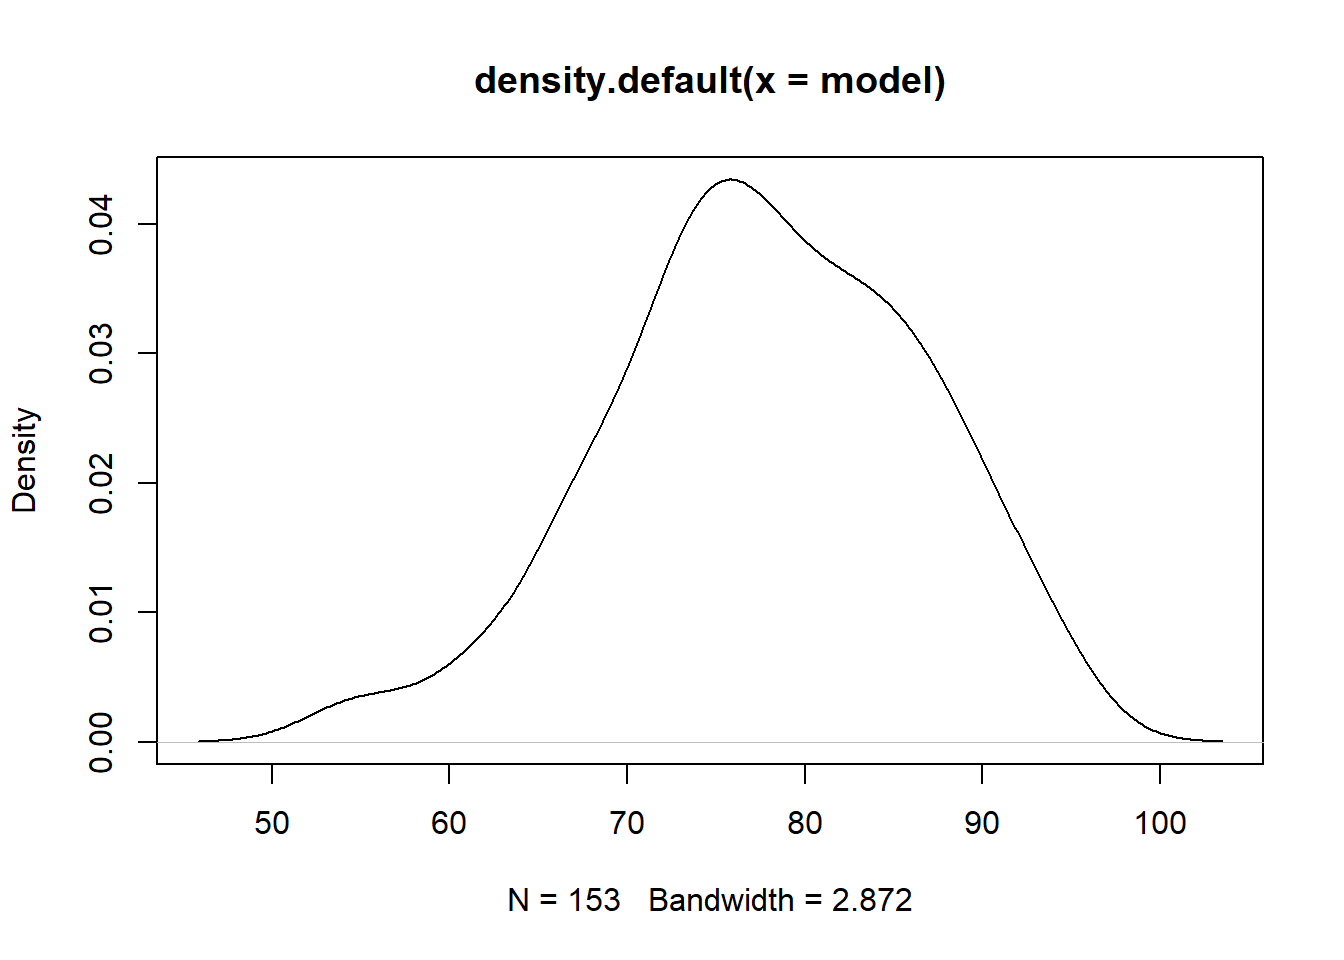 density.default(x = model)
Density
0.04
0.03
0.02
0.01
0.00
50 60 70 80 90 100
N = 153   Bandwidth = 2.872